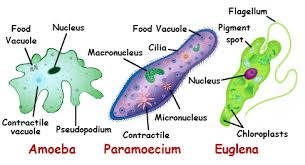 Flagellum
Food
Vacuole
Nucleus
Food Vacuole
Pigment
spot
Macronucleus
Cilia
Nucleus
Contractile
vacuole
Pseudopodium
Micronucleus
Contractile
Chloroplasts
Amoeba
Paramoecium
Euglena